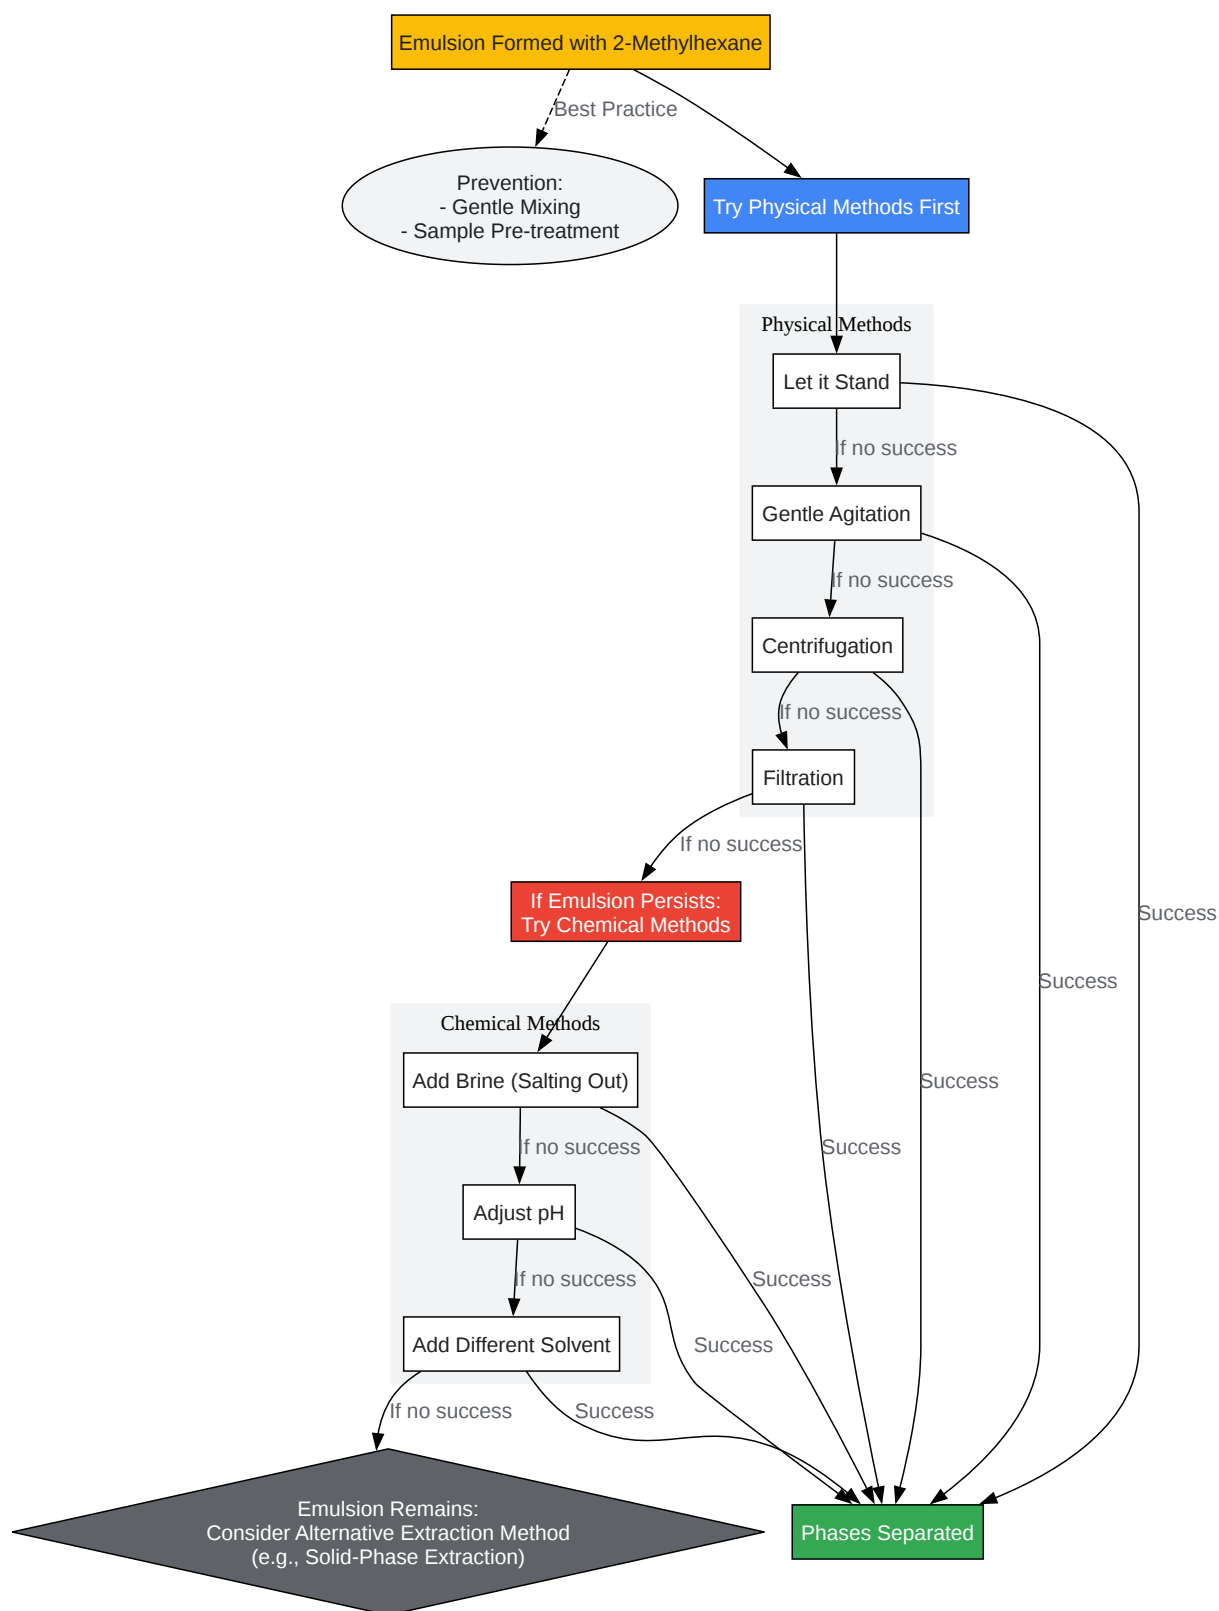 Emulsion Formed with 2-Methylhexane
Best Practice
Prevention:
- Gentle Mixing
- Sample Pre-treatment
Try Physical Methods First
Physical Methods
Let it Stand
If no success
Gentle Agitation
If no success
Centrifugation
If no success
Filtration
If no success
If Emulsion Persists:
Try Chemical Methods
Success
Success
Chemical Methods
Add Brine (Salting Out)
Success
If no success
Success
Adjust pH
If no success
Success
Add Different Solvent
Success
If no success
Success
Emulsion Remains:
Consider Alternative Extraction Method
(e.g., Solid-Phase Extraction)
Phases Separated